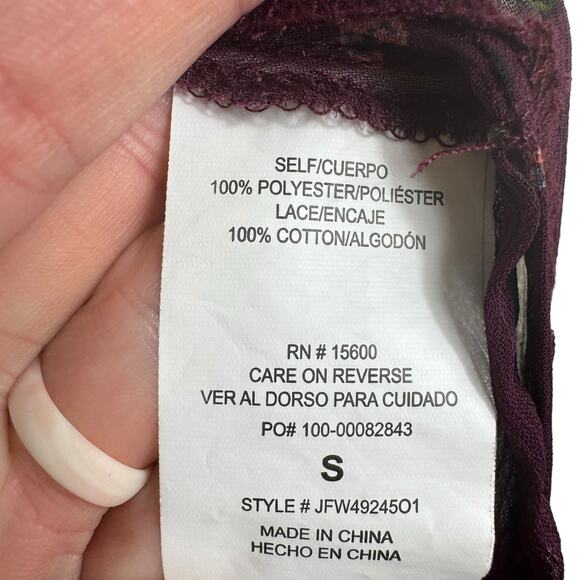 SELF/CUERPO
100% POLYESTER/POLIÉSTER
LACE/ENCAJE
100% COTTON/ALGODÓN
RN # 15600
CARE ON REVERSE
VER AL DORSO PARA CUIDADO
PO# 100-00082843
S
STYLE # JFW49245O1
MADE IN CHINA
HECHO EN CHINA